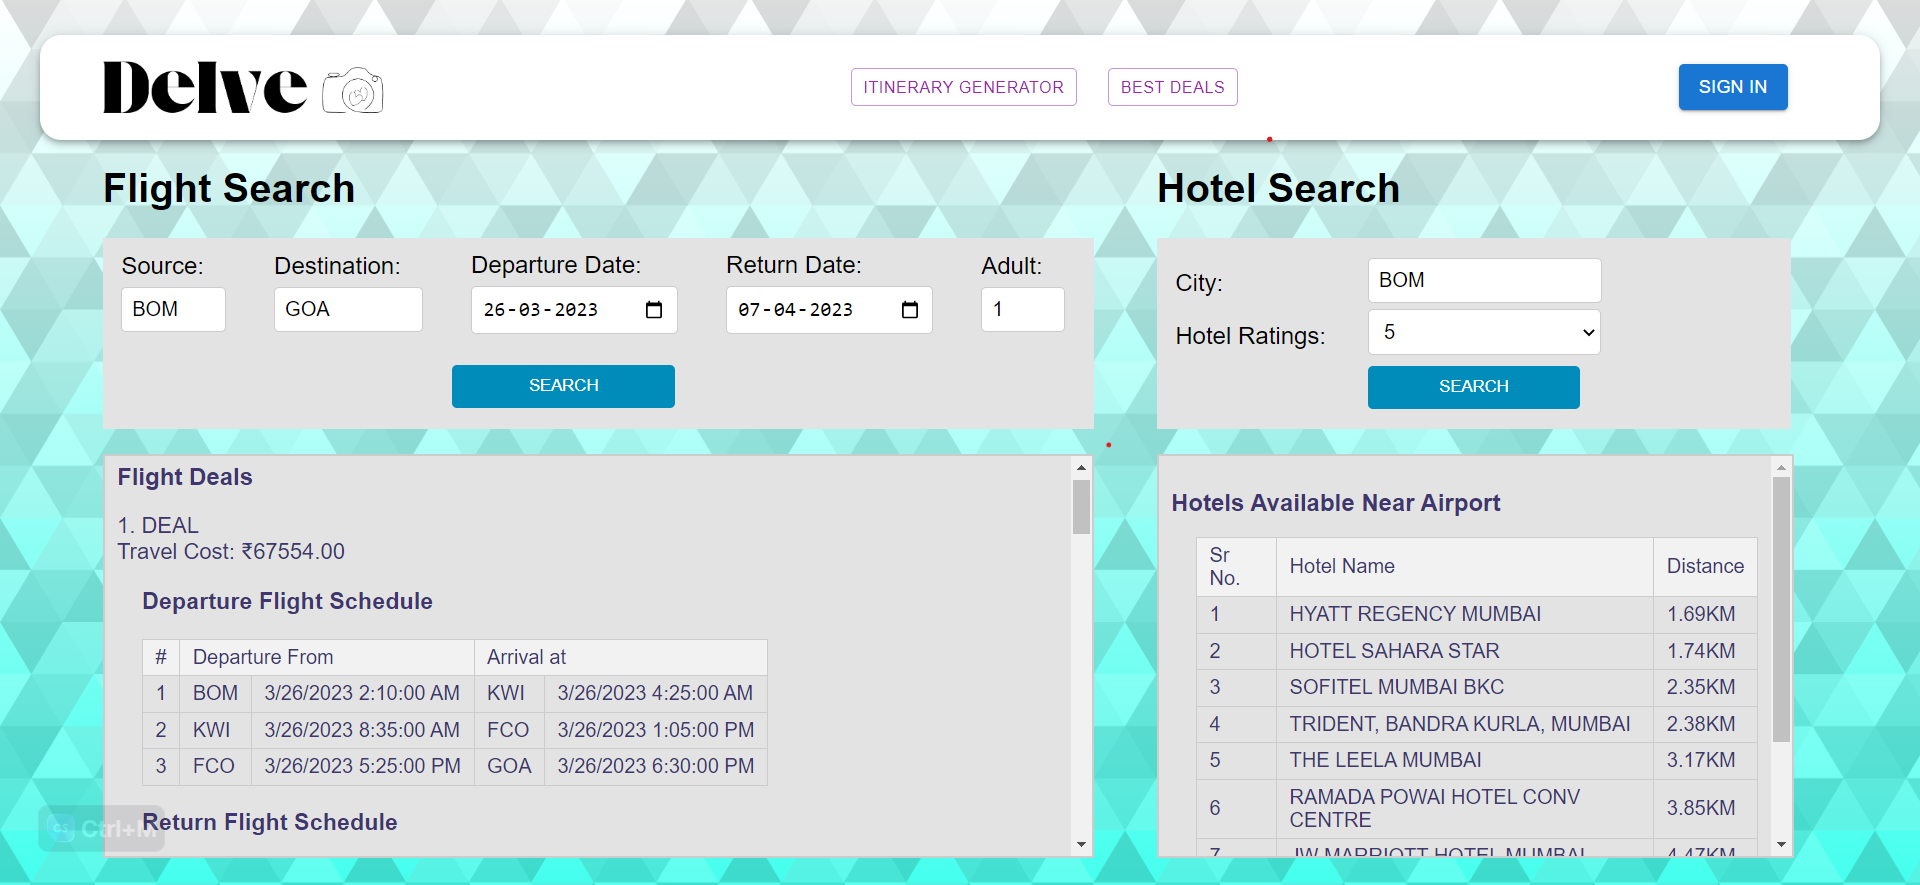 Delve
ITINERARY GENERATOR
BEST DEALS
SIGN IN
Flight Search
Source:
Destination:
Departure Date:
Return Date:
Adult:
BOM
GOA
26-03-2023
07-04-2023
1
SEARCH
Flight Deals
1. DEAL
Travel Cost: ₹67554.00
Departure Flight Schedule
# Departure From Arrival at
1 BOM 3/26/2023 2:10:00 AM KWI 3/26/2023 4:25:00 AM
2 KWI 3/26/2023 8:35:00 AM FCO 3/26/2023 1:05:00 PM
3 FCO 3/26/2023 5:25:00 PM GOA 3/26/2023 6:30:00 PM
Return Flight Schedule
Ctrl+M
Hotel Search
City:
BOM
Hotel Ratings:
5
SEARCH
Hotels Available Near Airport
Sr
No.
Hotel Name
Distance
1 HYATT REGENCY MUMBAI 1.69KM
2 HOTEL SAHARA STAR 1.74KM
3 SOFITEL MUMBAI BKC 2.35KM
4 TRIDENT, BANDRA KURLA, MUMBAI 2.38KM
5 THE LEELA MUMBAI 3.17KM
6 RAMADA POWAI HOTEL CONV
CENTRE
3.85KM
7 JW MARRIOTT HOTEL MUMBAI 4.47KM